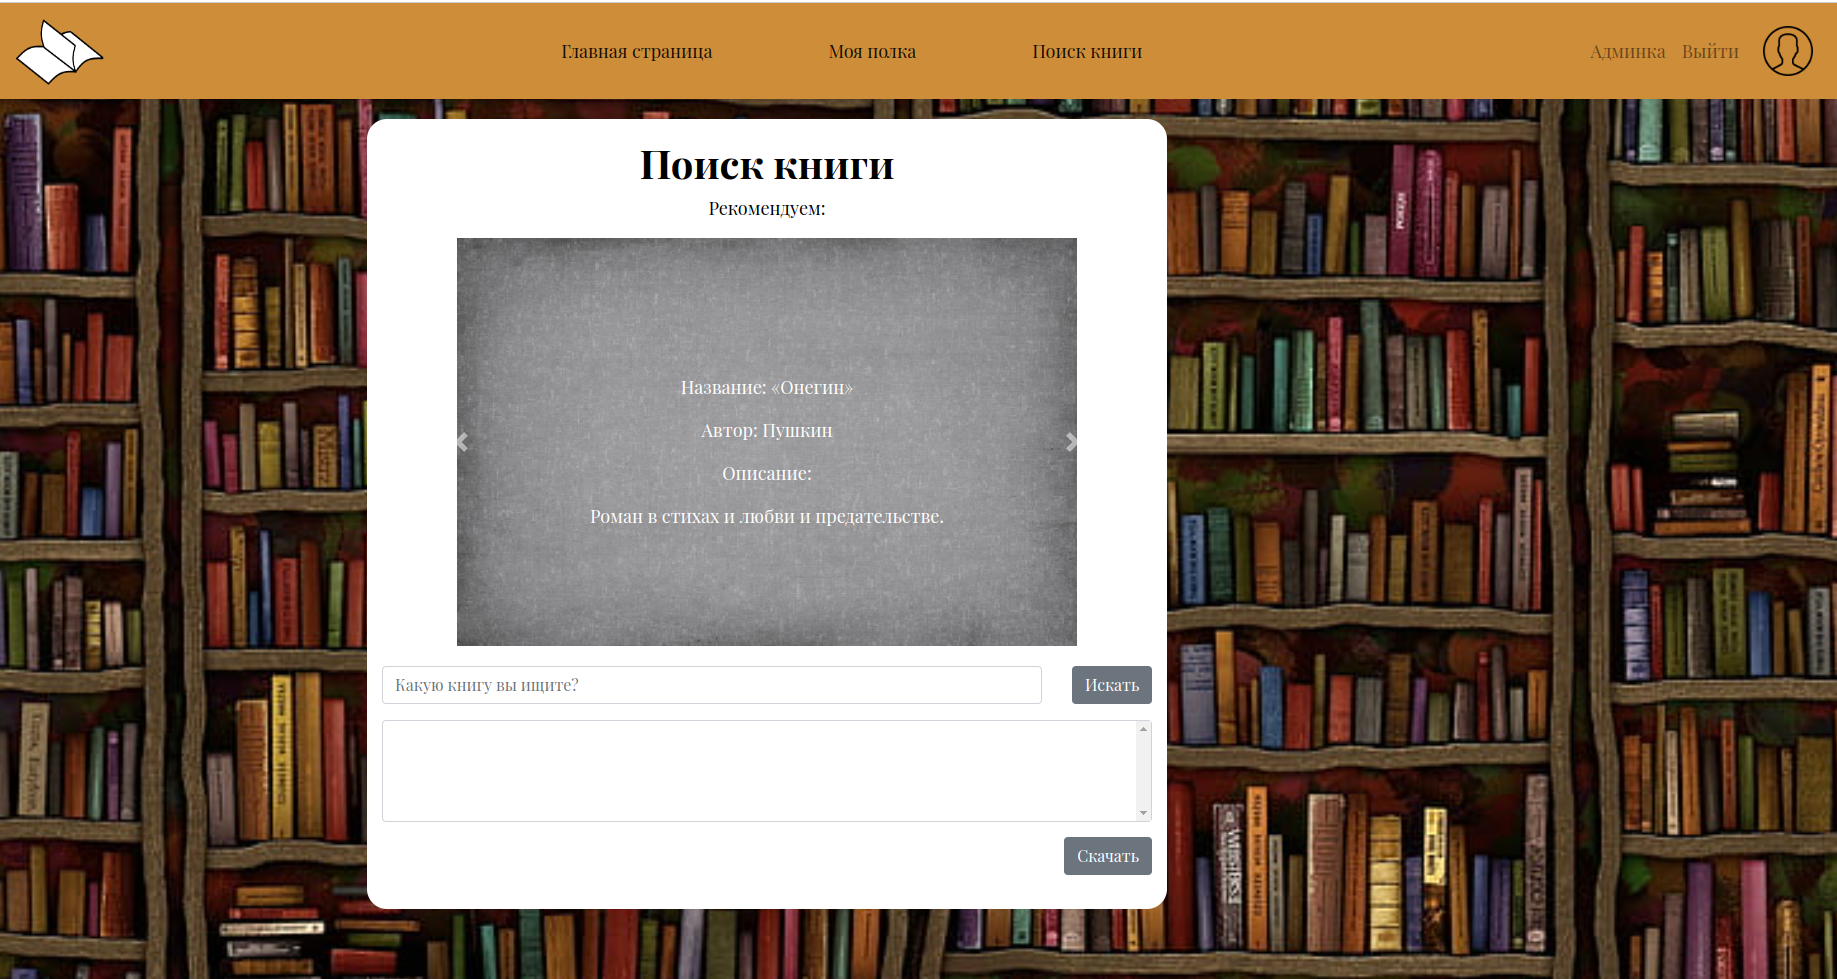 Главная страница
Моя полка
Поиск книги
Админка
Выйти
Поиск книги
Рекомендуем:
Название: «Онегин»
Автор: Пушкин
Описание:
Роман в стихах и любви и предательстве.
Какую книгу вы ищите?
Искать
Скачать